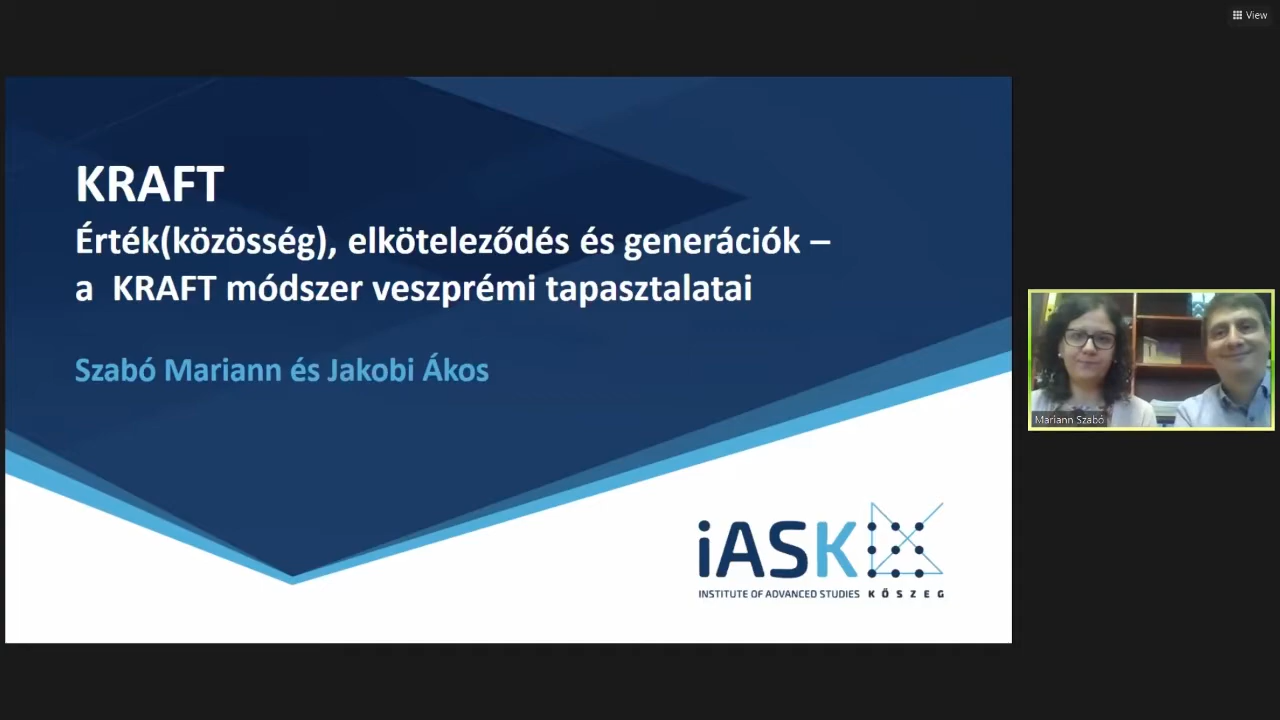 View
KRAFT
Érték(közösség), elköteleződés és generációk –
a KRAFT módszer veszprémi tapasztalatai
Szabó Mariann és Jakobi Ákos
Mariann Szabó
iASK
INSTITUTE OF ADVANCED STUDIES KŐSZEG